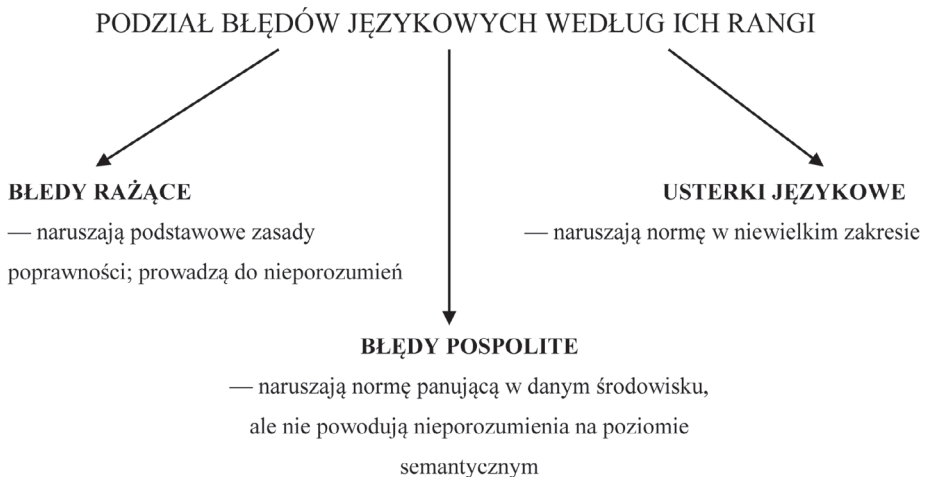 PODZIAŁ BŁĘDÓW JĘZYKOWYCH WEDŁUG ICH RANGI
BŁEDY RAŻĄCE
— naruszają podstawowe zasady
poprawności; prowadzą do nieporozumień
USTERKI JĘZYKOWE
— naruszają normę w niewielkim zakresie
BŁĘDY POSPOLITE
— naruszają normę panującą w danym środowisku,
ale nie powodują nieporozumienia na poziomie
semantycznym